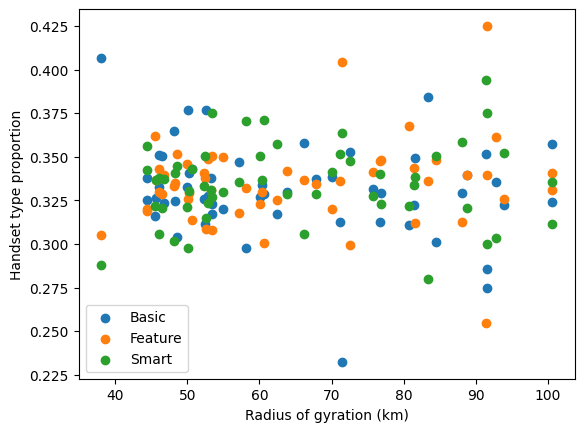 0.425
0.400
0.375
0.350
0.325
0.300
0.275
0.250
0.225
Handset type proportion
Basic
Feature
Smart
40 50 60 70 80 90 100
Radius of gyration (km)